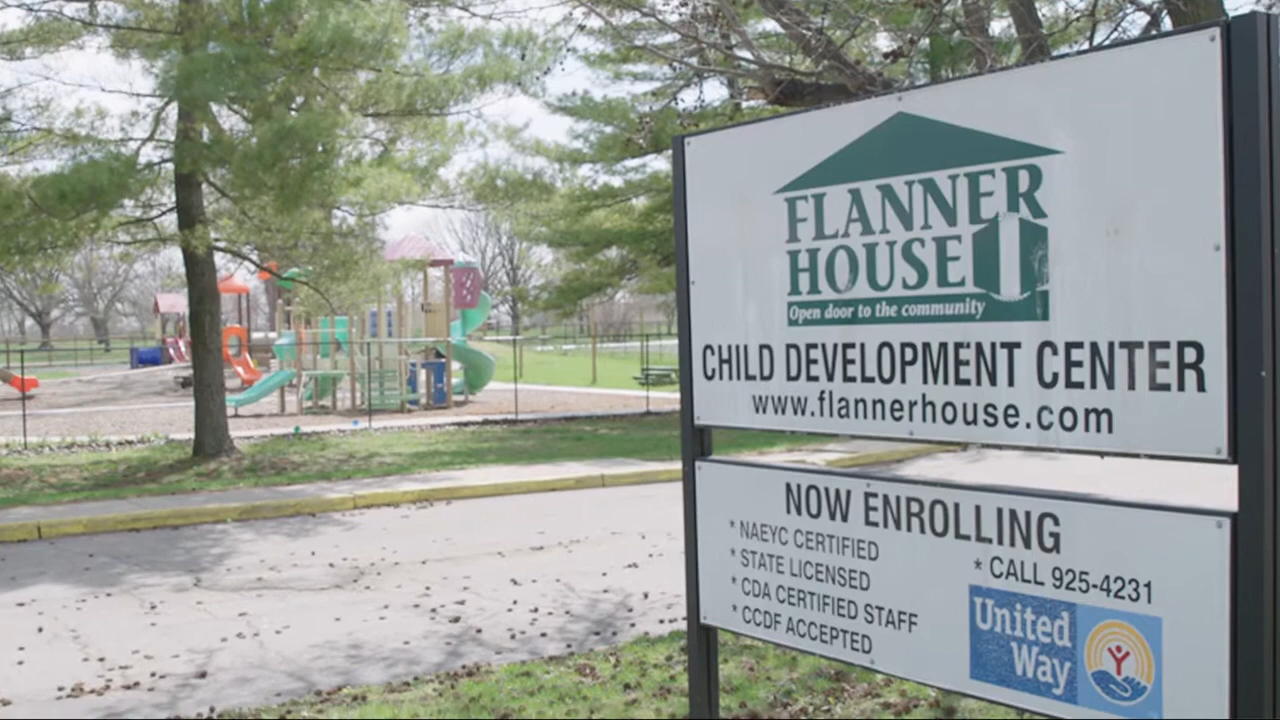 FLANNER
HOUSE
Open door to the community
CHILD DEVELOPMENT CENTER
www.flannerhouse.com
NOW ENROLLING
* NAEYC CERTIFIED
* STATE LICENSED
* CDA CERTIFIED STAFF
* CCDF ACCEPTED
* CALL 925-4231
United
Way